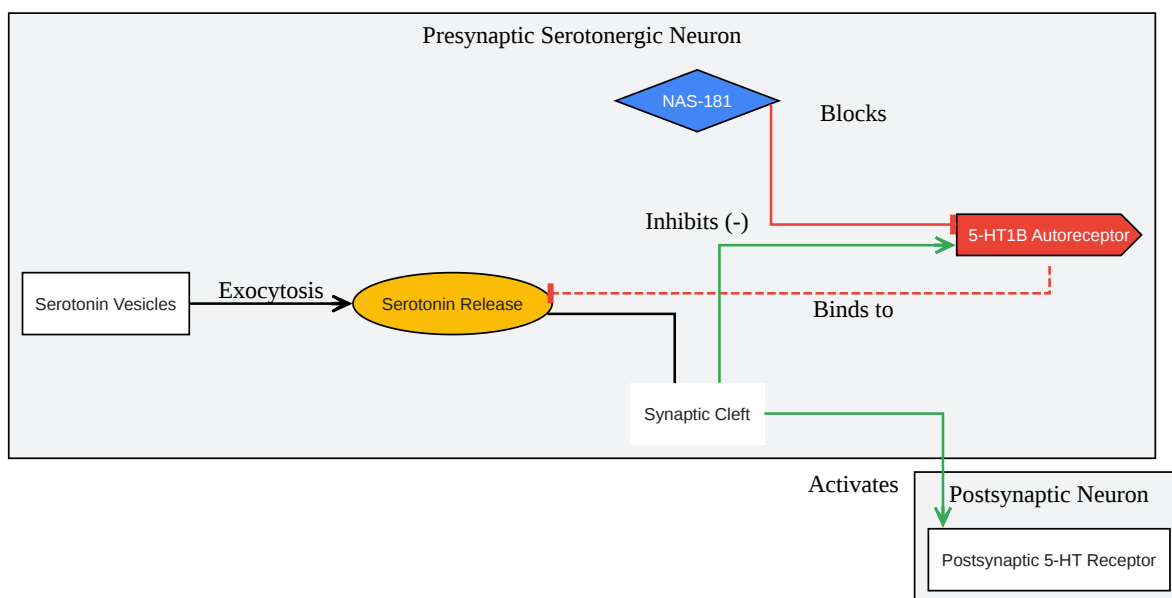 Presynaptic Serotonergic Neuron
NAS-181
Blocks
Inhibits (-)
5-HT1B Autoreceptor
Serotonin Vesicles
Exocytosis
Serotonin Release
Binds to
Synaptic Cleft
Activates
Postsynaptic Neuron
Postsynaptic 5-HT Receptor